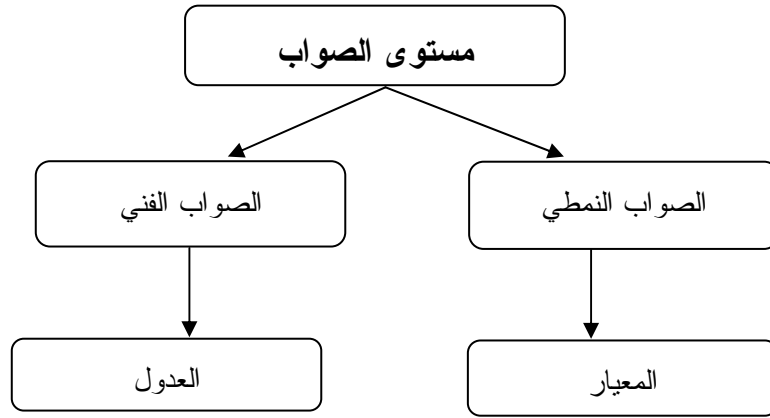 مستوى الصواب
الصواب النمطي
الصواب الفني
المعيار
العدول